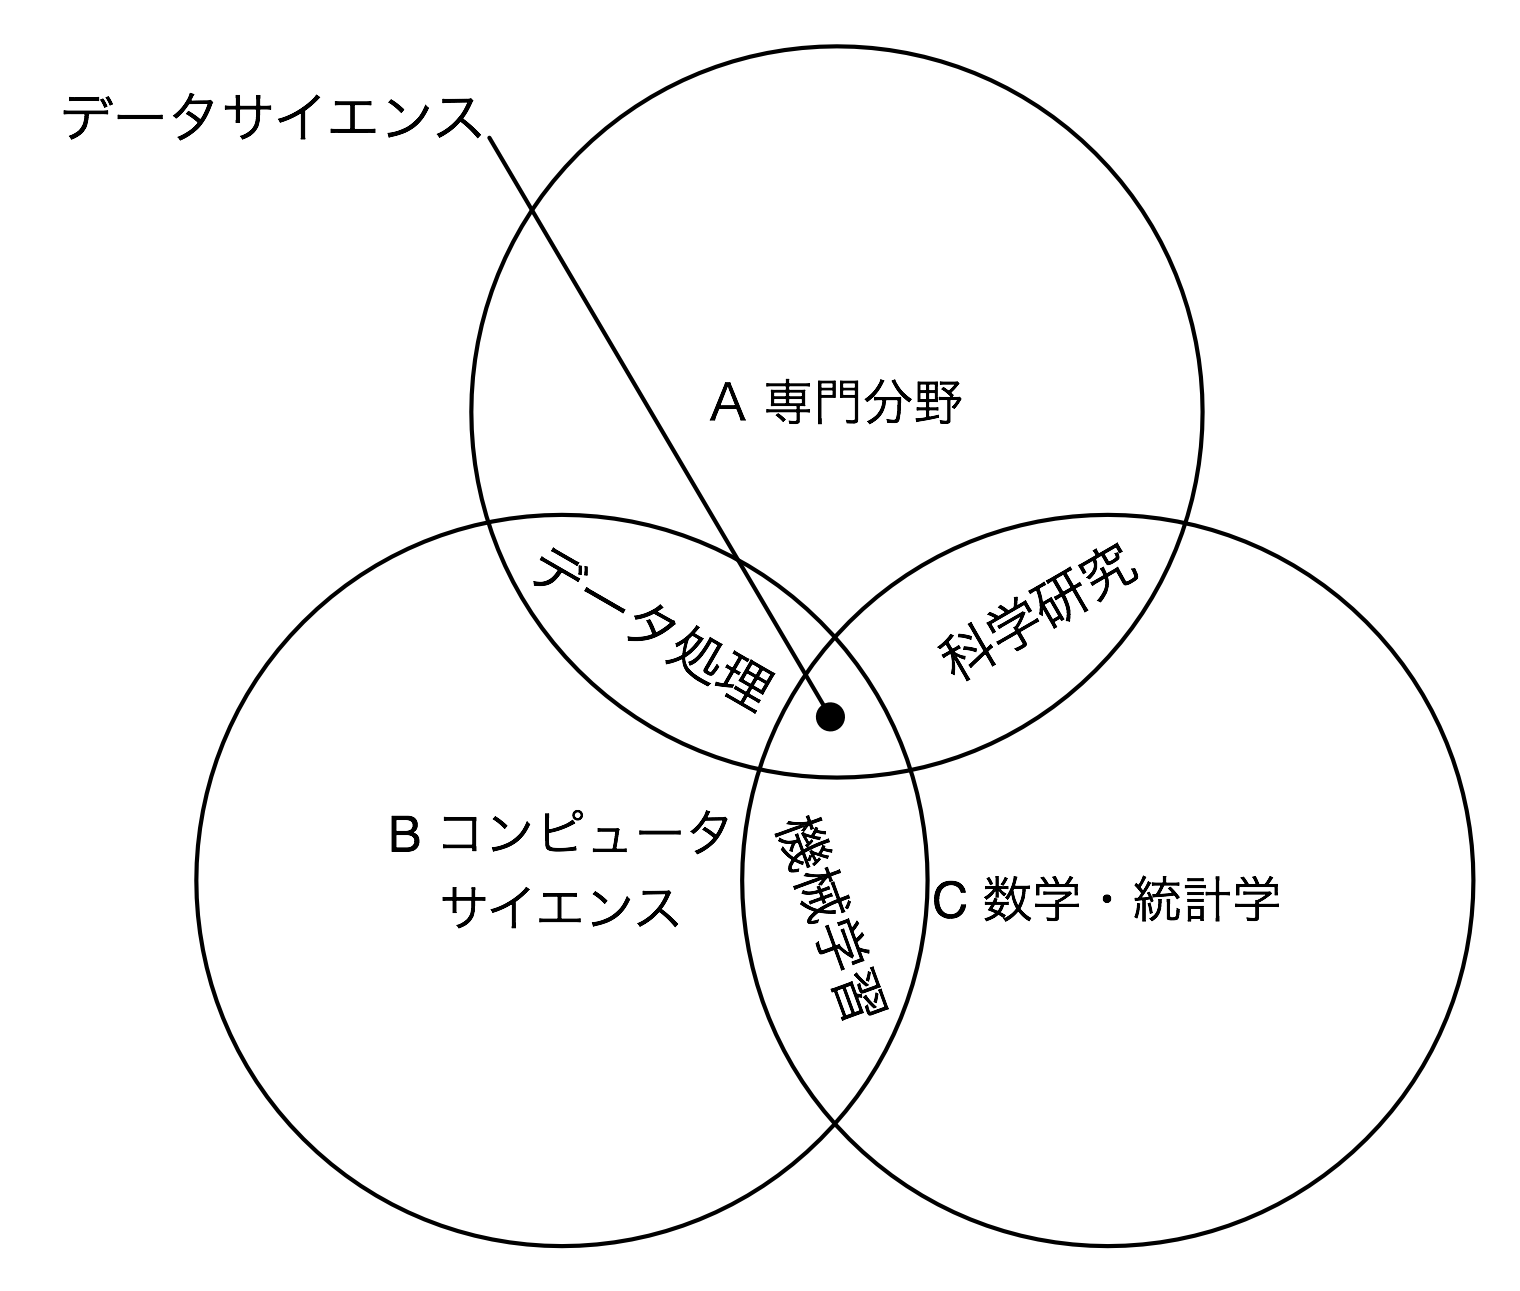 データサイエンス
A 専門分野
データ処理
科学研究
B コンピュータ
サイエンス
機械学習
C 数学・統計学